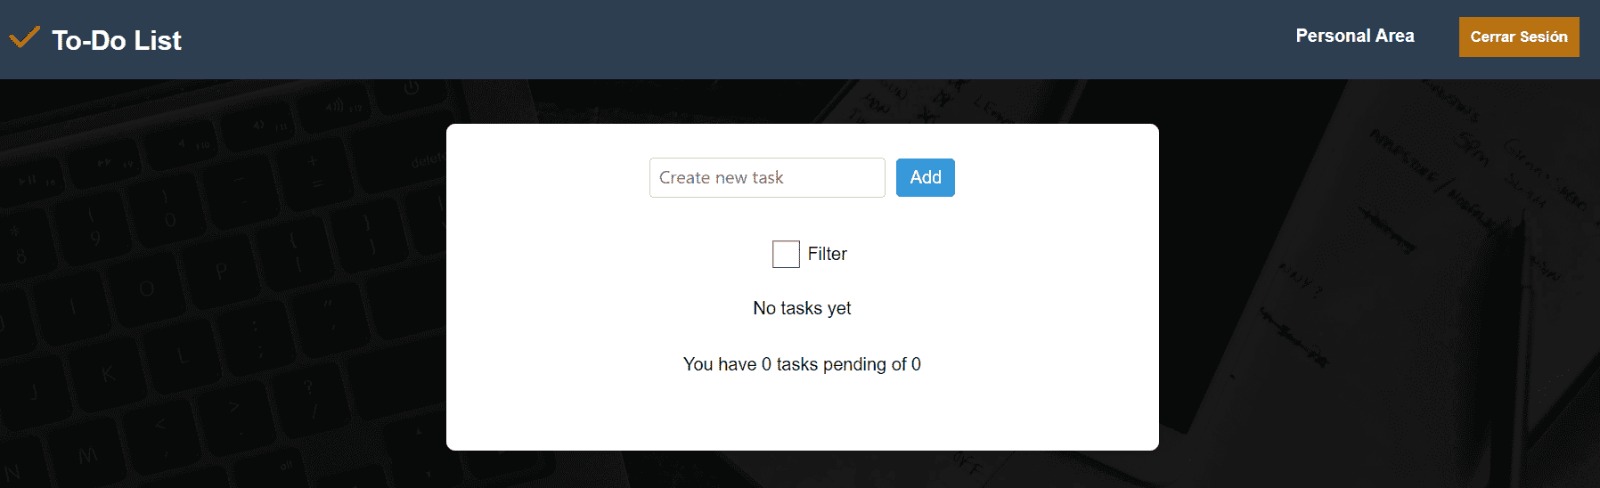 To-Do List
Personal Area
Cerrar Sesión
Create new task
Add
Filter
No tasks yet
You have 0 tasks pending of 0
delete